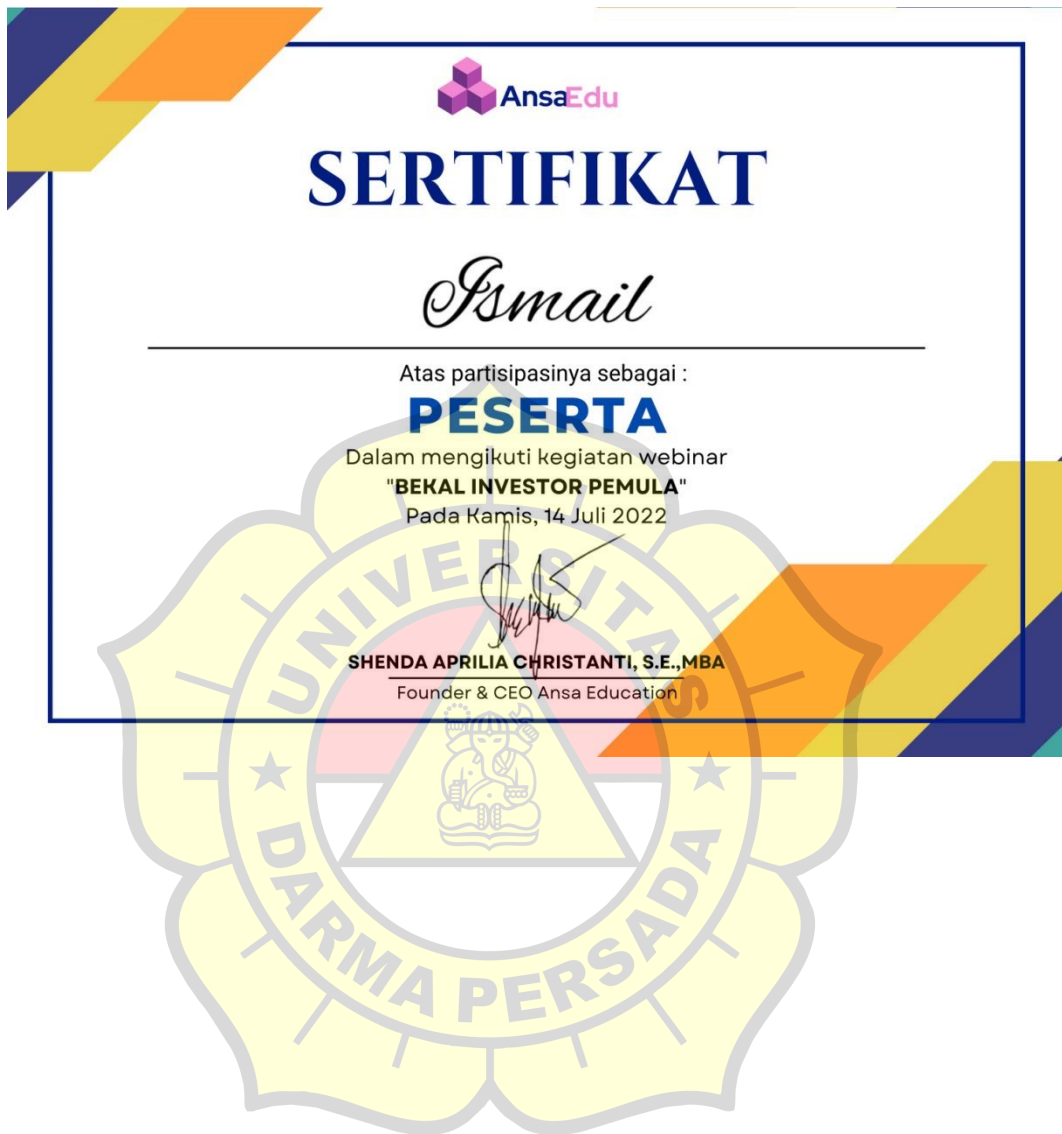 AnsaEdu
SERTIFIKAT
Ismail
Atas partisipasinya sebagai :
PESERTA
Dalam mengikuti kegiatan webinar
"BEKAL INVESTOR PEMULA"
Pada Kamis, 14 Juli 2022
SHENDA APRILIA CHRISTANTI, S.E.,MBA
Founder & CEO Ansa Education
UNIVERSITAS
DARMA PERSADA